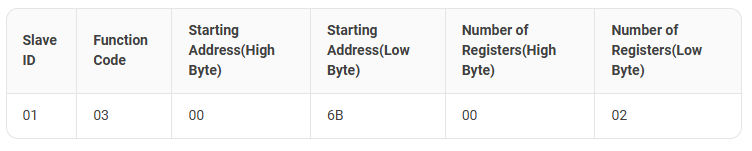 Slave
ID
Function
Code
Starting
Address(High
Byte)
Starting
Address(Low
Byte)
Number of
Registers(High
Byte)
Number of
Registers(Low
Byte)
01
03
00
6B
00
02